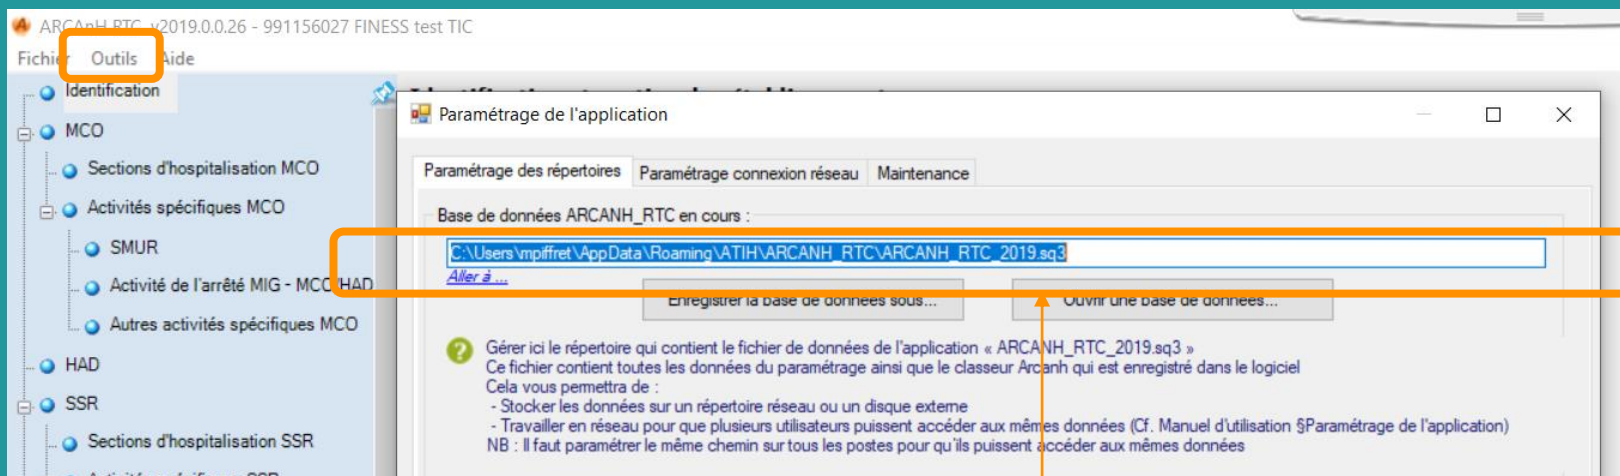 ARCAnH RTC v2019.0.0.26 - 991156027 FINESS test TIC
Fichier Outils Aide
Identification
MCO
Sections d'hospitalisation MCO
Activités spécifiques MCO
SMUR
Activité de l'arrêté MIG - MCO/HAD
Autres activités spécifiques MCO
HAD
SSR
Sections d'hospitalisation SSR
Paramétrage de l'application
Paramétrage des répertoires Paramétrage connexion réseau Maintenance
Base de données ARCANH_RTC en cours :
C:\Users\mpiffret\AppData\Roaming\ATIH\ARCANH_RTC\ARCANH_RTC_2019.sq3
Aller à ...
Enregistrer la base de données sous... Ouvrir une base de données...
Gérer ici le répertoire qui contient le fichier de données de l'application « ARCANH_RTC_2019.sq3 »
Ce fichier contient toutes les données du paramétrage ainsi que le classeur Arcanh qui est enregistré dans le logiciel
Cela vous permettra de :
- Stocker les données sur un répertoire réseau ou un disque externe
- Travailler en réseau pour que plusieurs utilisateurs puissent accéder aux mêmes données (Cf. Manuel d'utilisation §Paramétrage de l'application)
NB : Il faut paramétrer le même chemin sur tous les postes pour qu'ils puissent accéder aux mêmes données